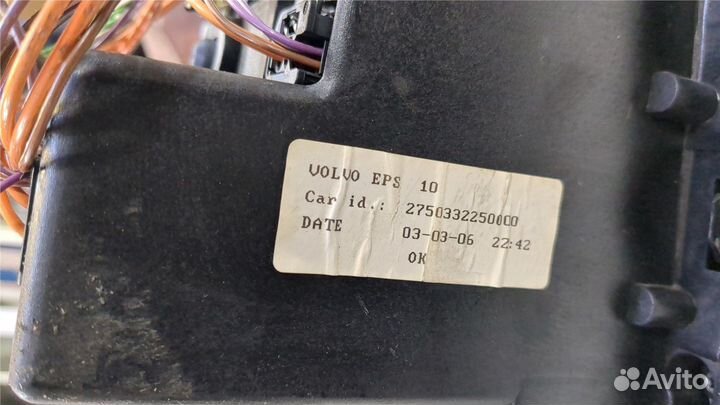 VOLVO EPS 10
Car id.: 2750332250000
DATE 03-03-06 22:42
OK
Avito